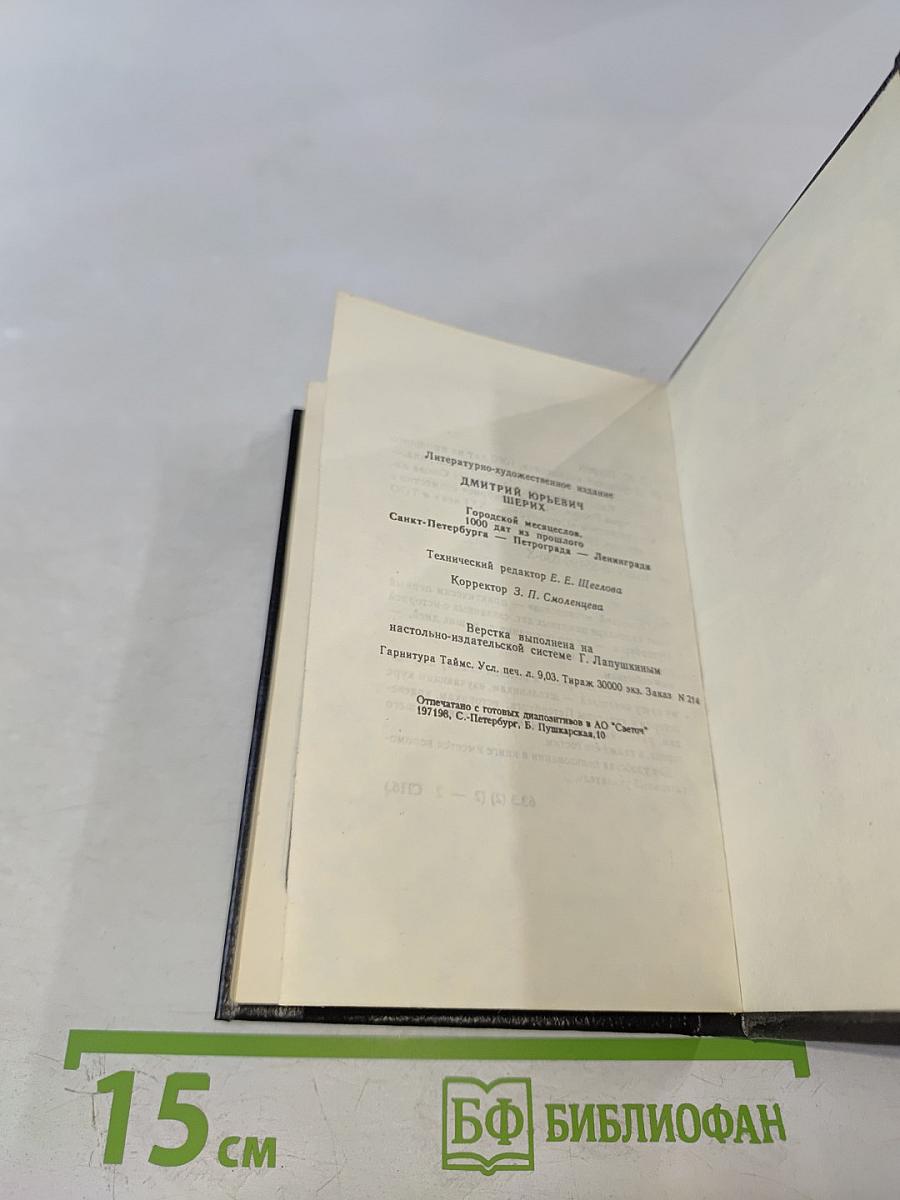 Литературно-художественное издание
ДМИТРИЙ ЮРЬЕВИЧ
ШЕРИХ
Городской месяцеслов.
1000 дат из прошлого
Санкт-Петербурга — Петрограда — Ленинграда
Технический редактор Е. Е. Щеглова
Корректор З. П. Смоленцева
Верстка выполнена на
настольно-издательской системе Г. Лапушкиным
Гарнитура Таймс. Усл. печ. л. 9,03. Тираж 30000 экз. Заказ N 214
Отпечатано с готовых диапозитивов в АО "Светоч"
197198, С.-Петербург, Б. Пушкарская,10
15 см
БФ БИБЛИОФАН